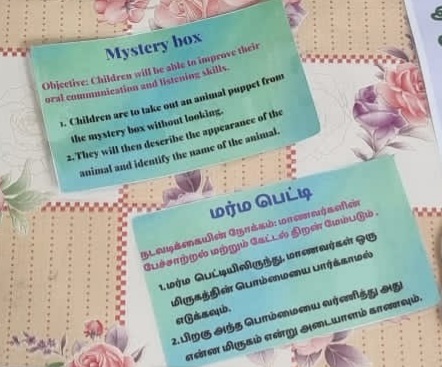 Mystery box
Objective: Children will be able to improve their
oral communication and listening skills.
1. Children are to take out an animal puppet from
the mystery box without looking.
2. They will then describe the appearance of the
animal and identify the name of the animal.
மர்ம பெட்டி
நடவடிக்கையின் நோக்கம்: மாணவர்களின்
பேச்சாற்றல் மற்றும் கேட்டல் திறன் மேம்படும்.
1. மர்ம பெட்டியிலிருந்து, மாணவர்கள் ஒரு
மிருகத்தின் பொம்மையை பார்க்காமல்
எடுக்கவும்.
2. பிறகு அந்த பொம்மையை வர்ணித்து அது
என்ன மிருகம் என்று அடையாளம் காணவும்.